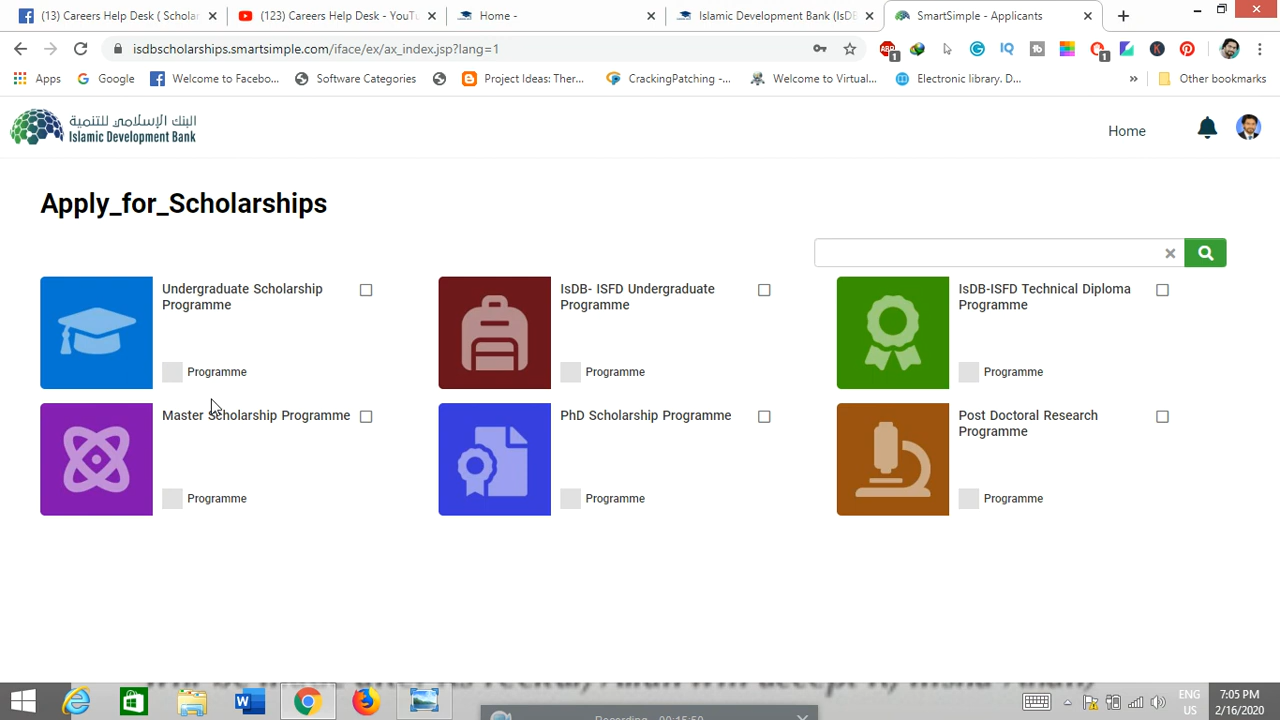 (13) Careers Help Desk ( Schola
(123) Careers Help Desk - YouTu
Home -
Islamic Development Bank (IsDB
SmartSimple - Applicants
isdbscholarships.smartsimple.com/iface/ex/ax_index.jsp?lang=1
1
1
Apps
Google
Welcome to Facebo...
Software Categories
Project Ideas: Ther...
CrackingPatching -...
Welcome to Virtual...
Electronic library. D...
»
Other bookmarks
البنك الإسلامي للتنمية
Islamic Development Bank
Home
Apply_for_Scholarships
Undergraduate Scholarship
Programme
Programme
IsDB- ISFD Undergraduate
Programme
Programme
IsDB-ISFD Technical Diploma
Programme
Programme
Master Scholarship Programme
Programme
PhD Scholarship Programme
Programme
Post Doctoral Research
Programme
Programme
ENG
US
7:05 PM
2/16/2020